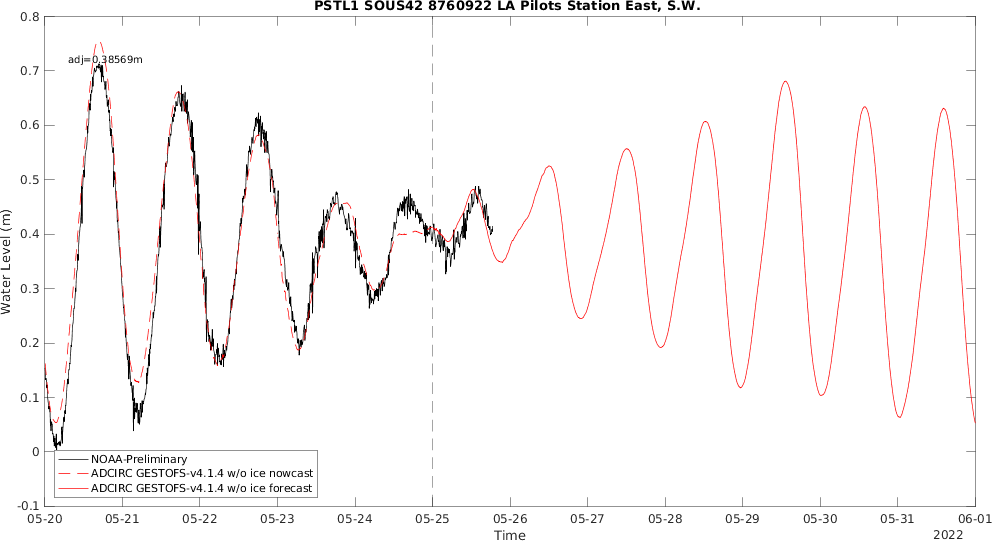 PSTL1 SOUS42 8760922 LA Pilots Station East, S.W.
adj=0.38569m
Water Level (m)
0.8
0.7
0.6
0.5
0.4
0.3
0.2
0.1
0
-0.1
NOAA-Preliminary
ADCIRC GESTOFS-v4.1.4 w/o ice nowcast
ADCIRC GESTOFS-v4.1.4 w/o ice forecast
05-20 05-21 05-22 05-23 05-24 05-25 05-26 05-27 05-28 05-29 05-30 05-31 06-01
Time
2022